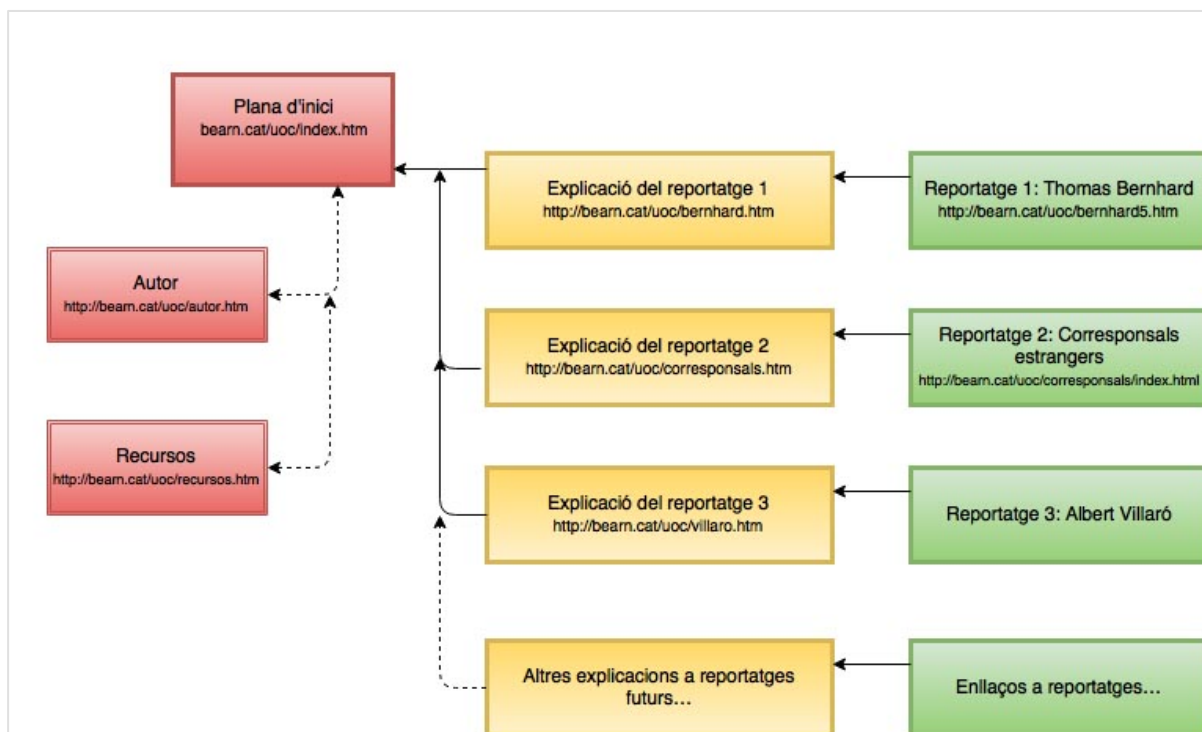 Plana d'inici
bearn.cat/uoc/index.htm
Explicació del reportatge 1
http://bearn.cat/uoc/bernhard.htm
Reportatge 1: Thomas Bernhard
http://bearn.cat/uoc/bernhard5.htm
Autor
http://bearn.cat/uoc/autor.htm
Explicació del reportatge 2
http://bearn.cat/uoc/corresponsals.htm
Reportatge 2: Corresponsals
estrangers
http://bearn.cat/uoc/corresponsals/index.html
Recursos
http://bearn.cat/uoc/recursos.htm
Explicació del reportatge 3
http://bearn.cat/uoc/villaro.htm
Reportatge 3: Albert Villaró
Altres explicacions a reportatges
futurs...
Enllaços a reportatges...